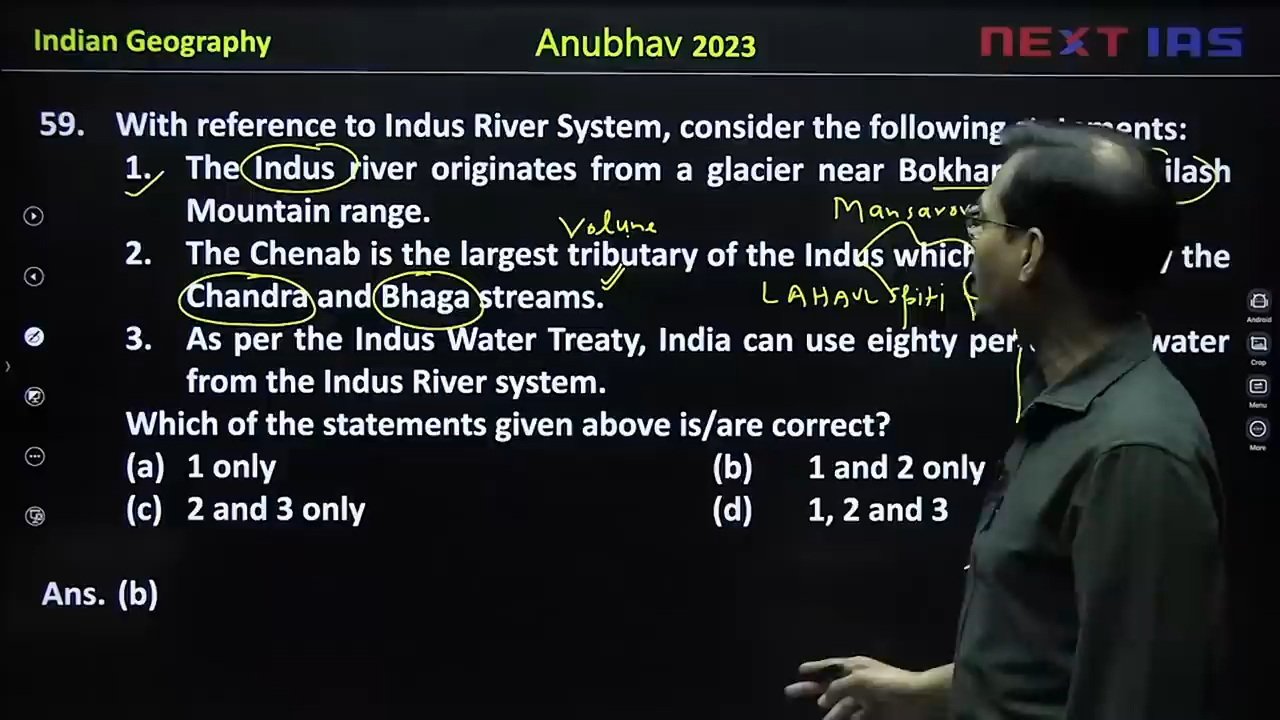 Indian Geography
Anubhav 2023
NEXT IAS
59. With reference to Indus River System, consider the following
1. The Indus river originates from a glacier near
Mountain range.
Mansarov
Volume
2. The Chenab is the largest tributary of the Indus which the
Chandra and Bhaga streams.
LAHAUL Spiti
3. As per the Indus Water Treaty, India can use eighty per water
from the Indus River system.
Which of the statements given above is/are correct?
(a) 1 only (b) 1 and 2 only
(c) 2 and 3 only (d) 1, 2 and 3
Ans. (b)
Android
Crop
Menu
More